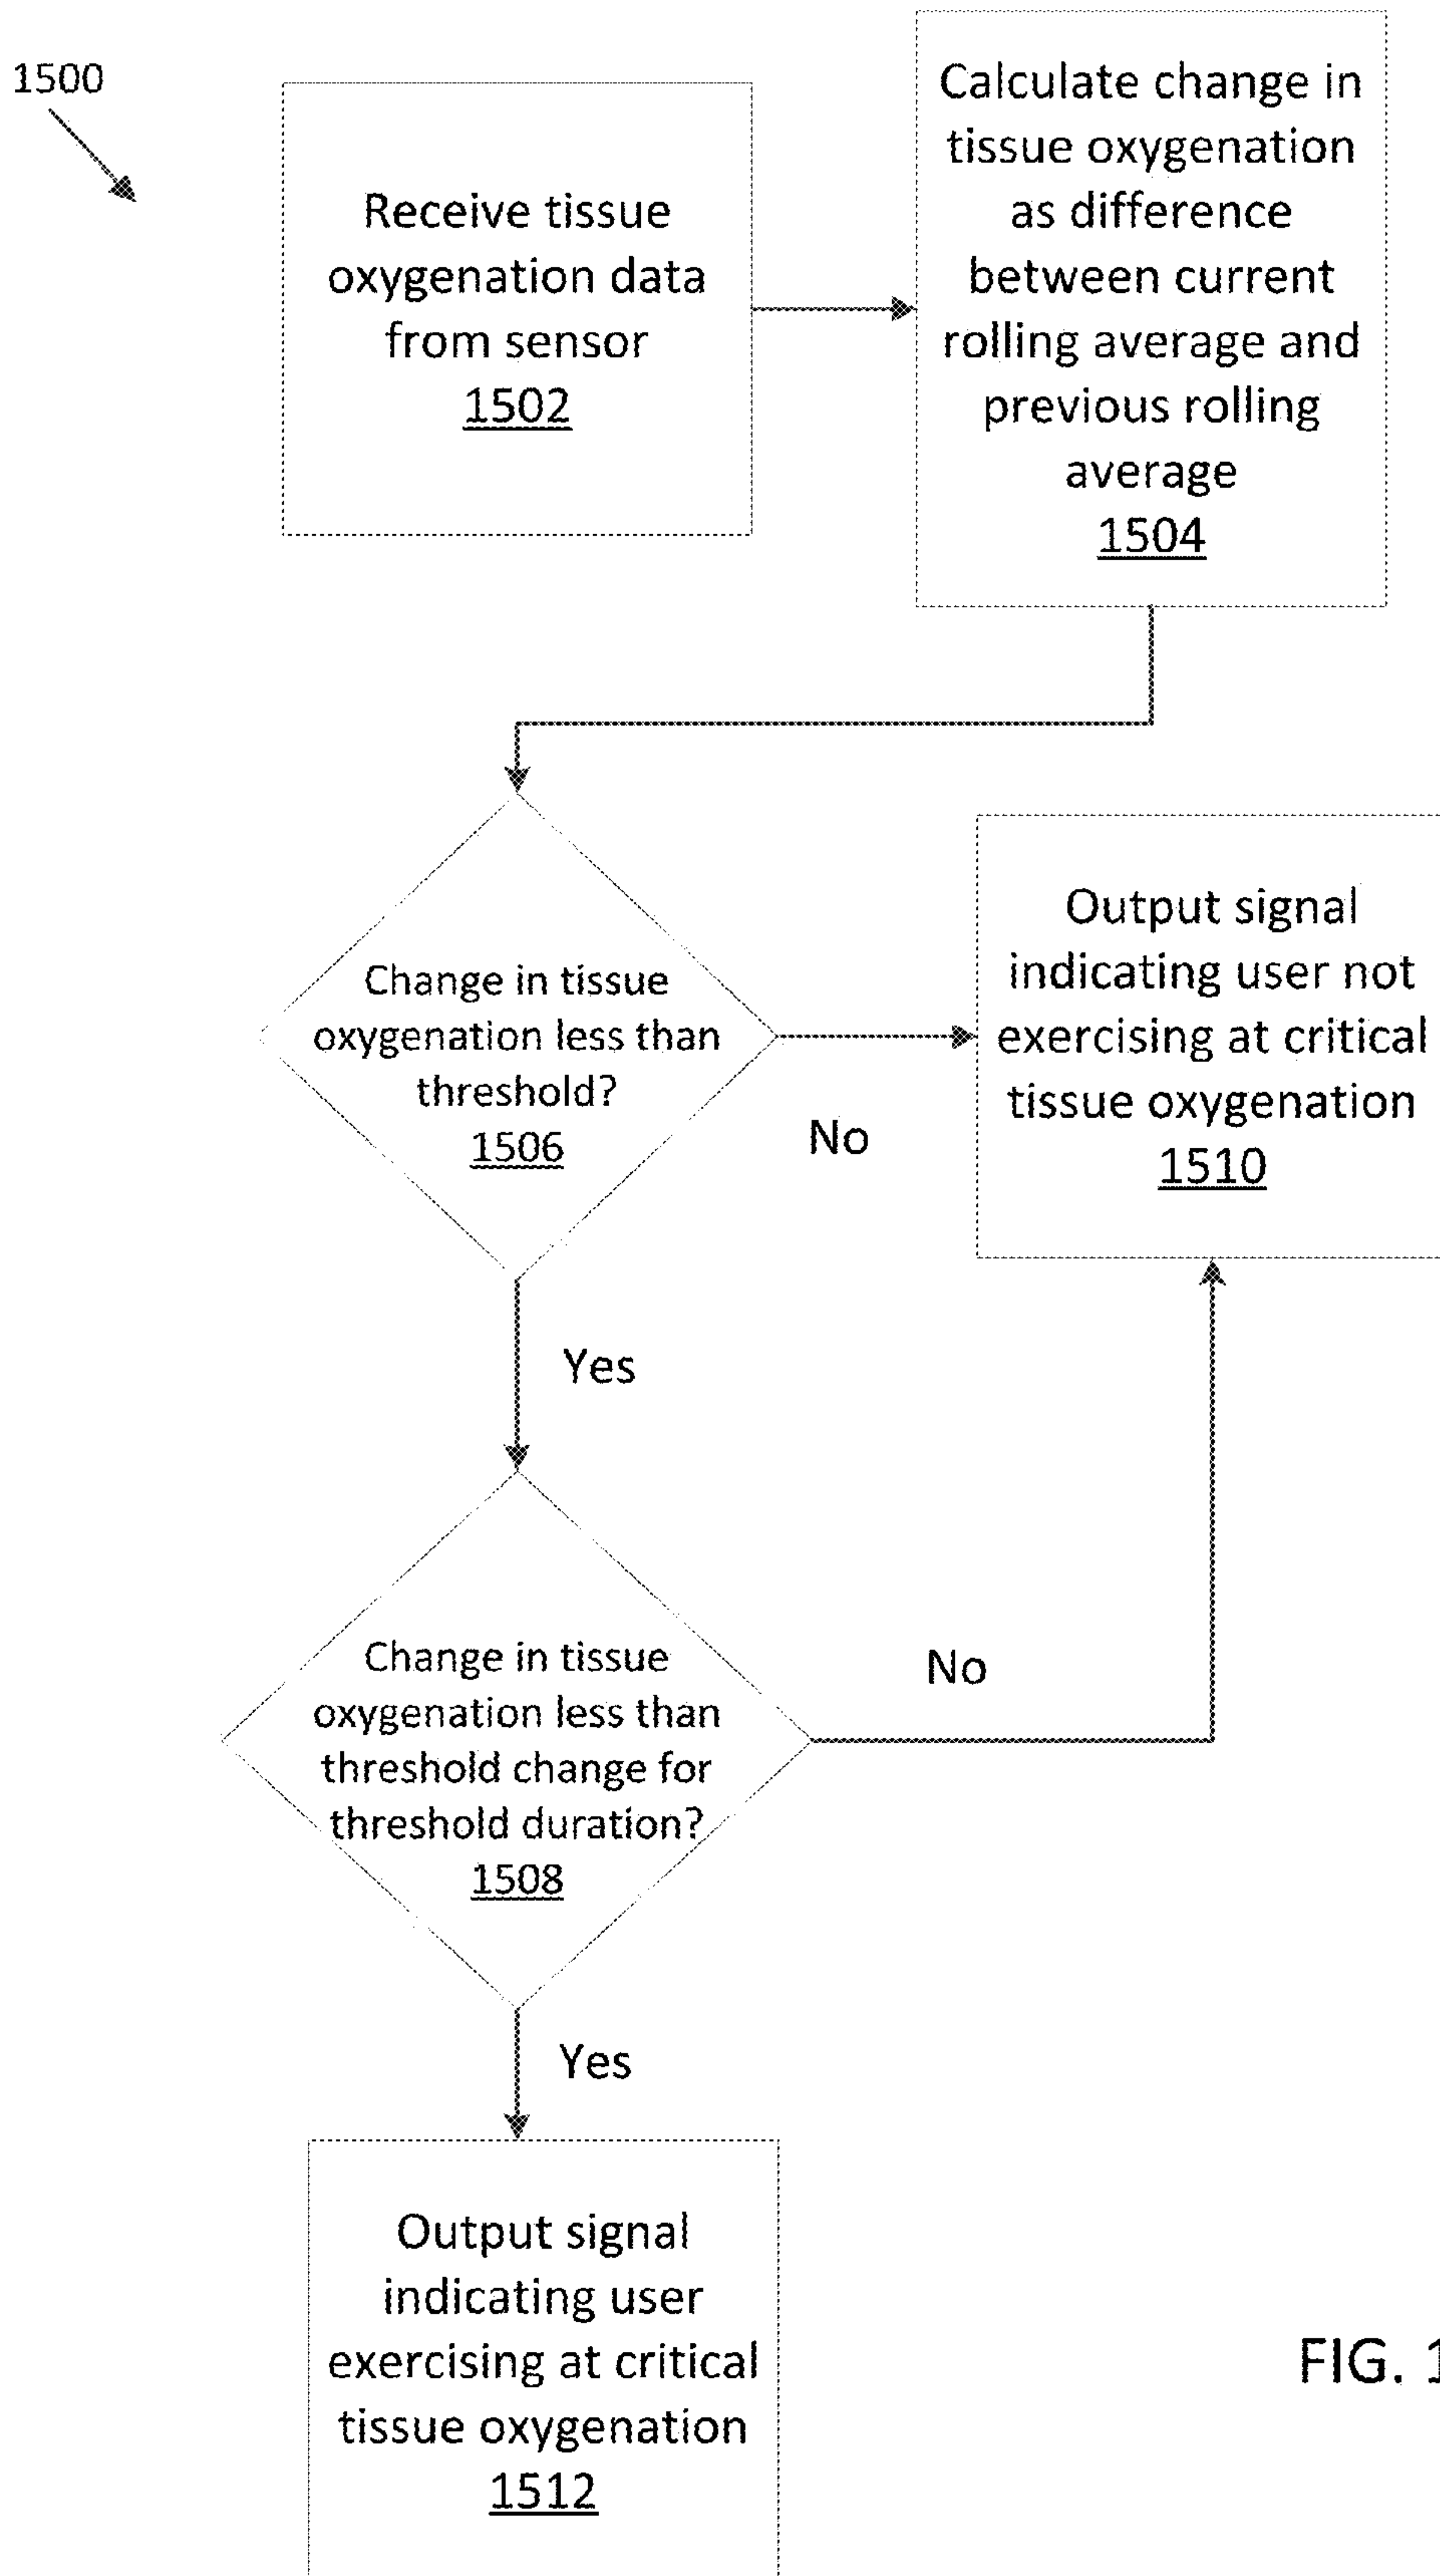 1500
Receive tissue
oxygenation data
from sensor
1502
Calculate change in
tissue oxygenation
as difference
between current
rolling average and
previous rolling
average
1504
Change in tissue
oxygenation less than
threshold?
1506
No
Output signal
indicating user not
exercising at critical
tissue oxygenation
1510
Yes
Change in tissue
oxygenation less than
threshold change for
threshold duration?
1508
No
Yes
Output signal
indicating user
exercising at critical
tissue oxygenation
1512
FIG. 1